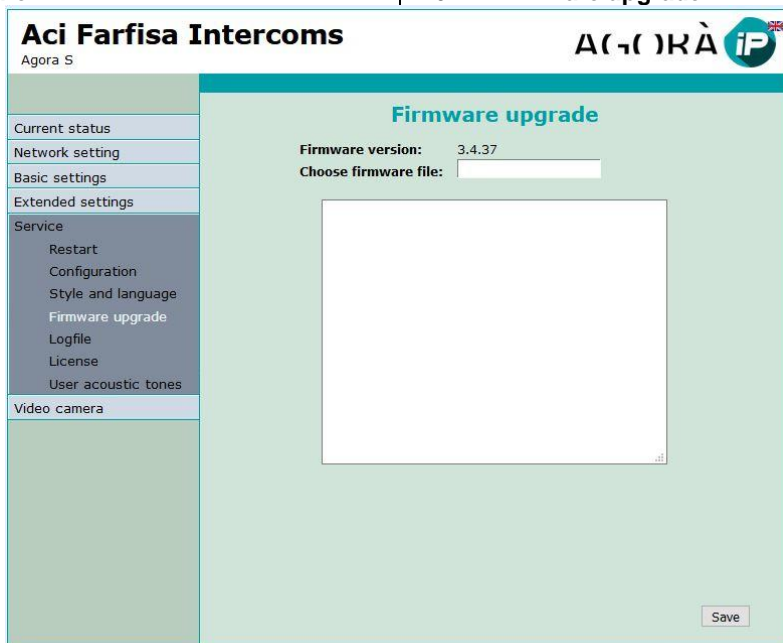 Aci Farfisa Intercoms
Agora S
AGORÀ iP
Firmware upgrade
Current status
Network setting
Basic settings
Extended settings
Service
Restart
Configuration
Style and language
Firmware upgrade
Logfile
License
User acoustic tones
Video camera
Firmware version: 3.4.37
Choose firmware file:
Save